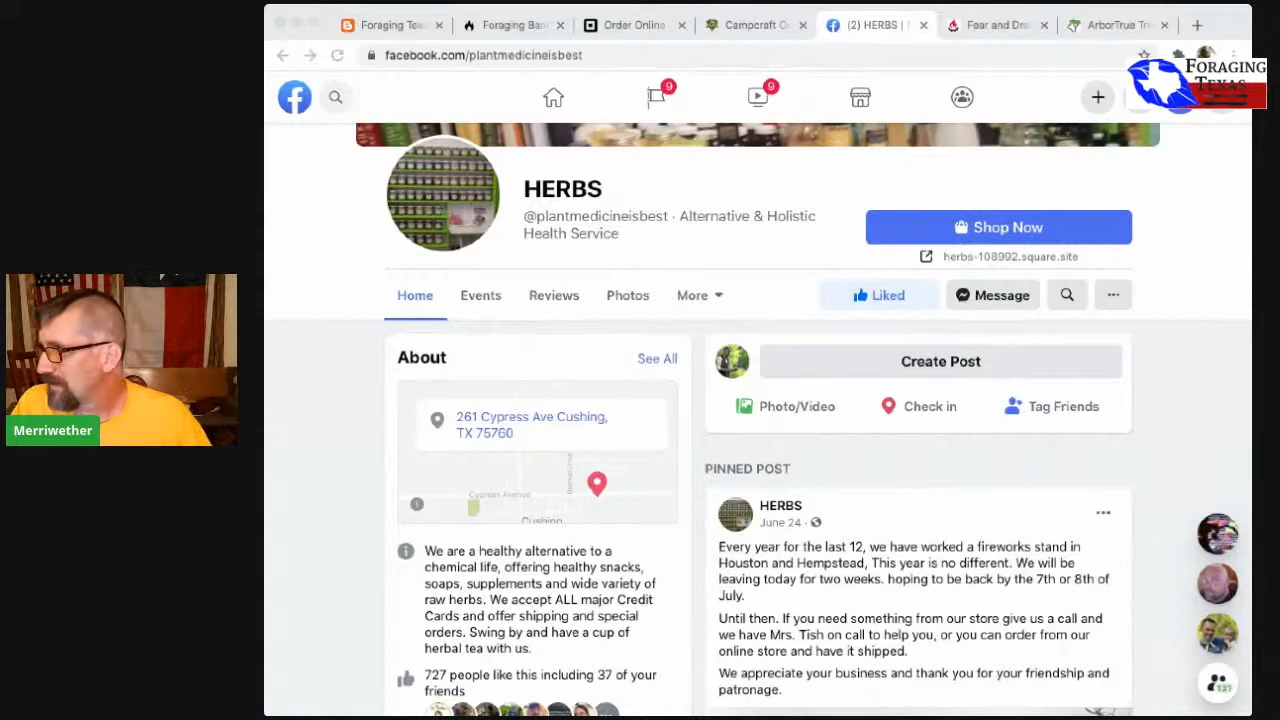 Foraging Tex
Foraging Ban
Order Online
Campcraft O
(2) HERBS |
Fear and Dro
ArborTrue Tr
facebook.com/plantmedicineisbest
FORAGING
TEXAS
9
9
HERBS
@plantmedicineisbest · Alternative & Holistic
Health Service
Shop Now
herbs-108992.square.site
Home
Events
Reviews
Photos
More
Liked
Message
About
See All
261 Cypress Ave Cushing,
TX 75760
Cypress Avenue
Cushing
We are a healthy alternative to a
chemical life, offering healthy snacks,
soaps, supplements and wide variety of
raw herbs. We accept ALL major Credit
Cards and offer shipping and special
orders. Swing by and have a cup of
herbal tea with us.
727 people like this including 37 of your
friends
Create Post
Photo/Video
Check in
Tag Friends
PINNED POST
HERBS
June 24 ·
Every year for the last 12, we have worked a fireworks stand in
Houston and Hempstead, This year is no different. We will be
leaving today for two weeks. hoping to be back by the 7th or 8th of
July.
Until then. If you need something from our store give us a call and
we have Mrs. Tish on call to help you, or you can order from our
online store and have it shipped.
We appreciate your business and thank you for your friendship and
patronage.
131
Merriwether